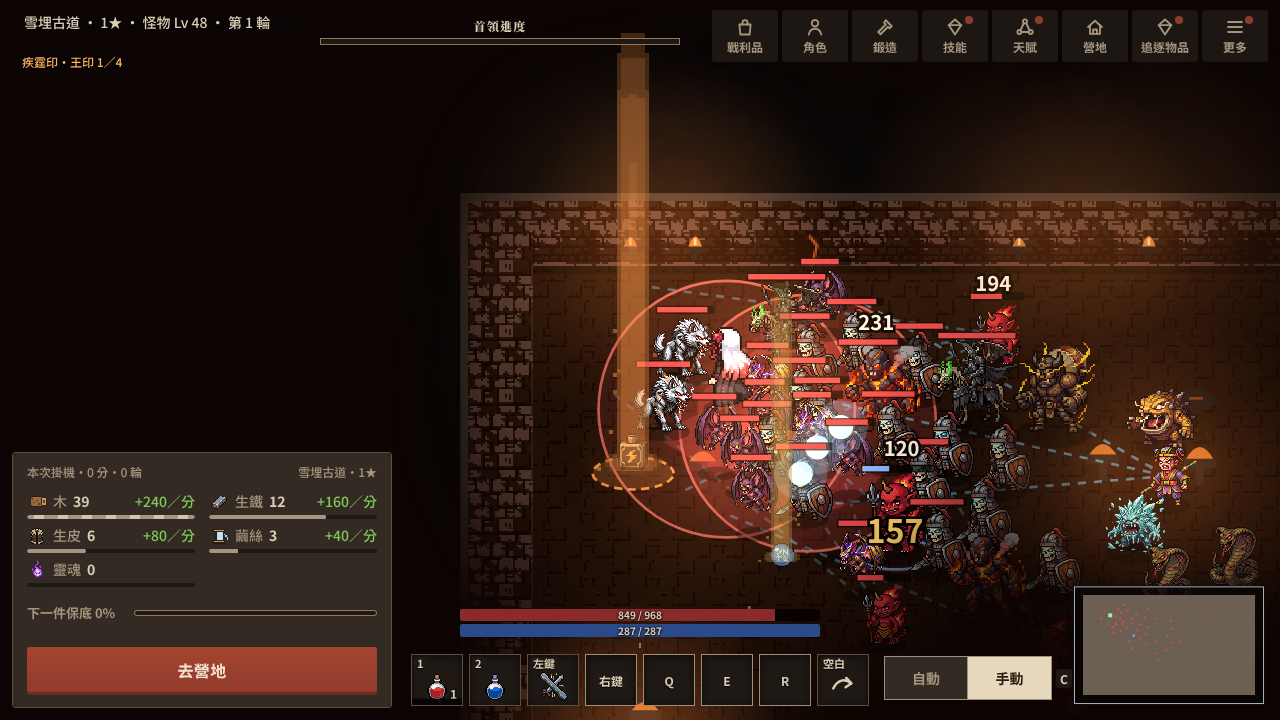 雪埋古道 • 1★ • 怪物 Lv 48 • 第 1 輪
首領進度
戰利品
角色
鍛造
技能
天賦
營地
追逐物品
更多
疾霆印・王印 1／4
194
231
120
157
本次掛機・0 分・0 輪
雪埋古道・1★
木 39 +240／分
生鐵 12 +160／分
生皮 6 +80／分
繭絲 3 +40／分
靈魂 0
下一件保底 0%
去營地
849 / 968
287 / 287
1
1
2
左鍵
右鍵
Q
E
R
空白
自動
手動
C